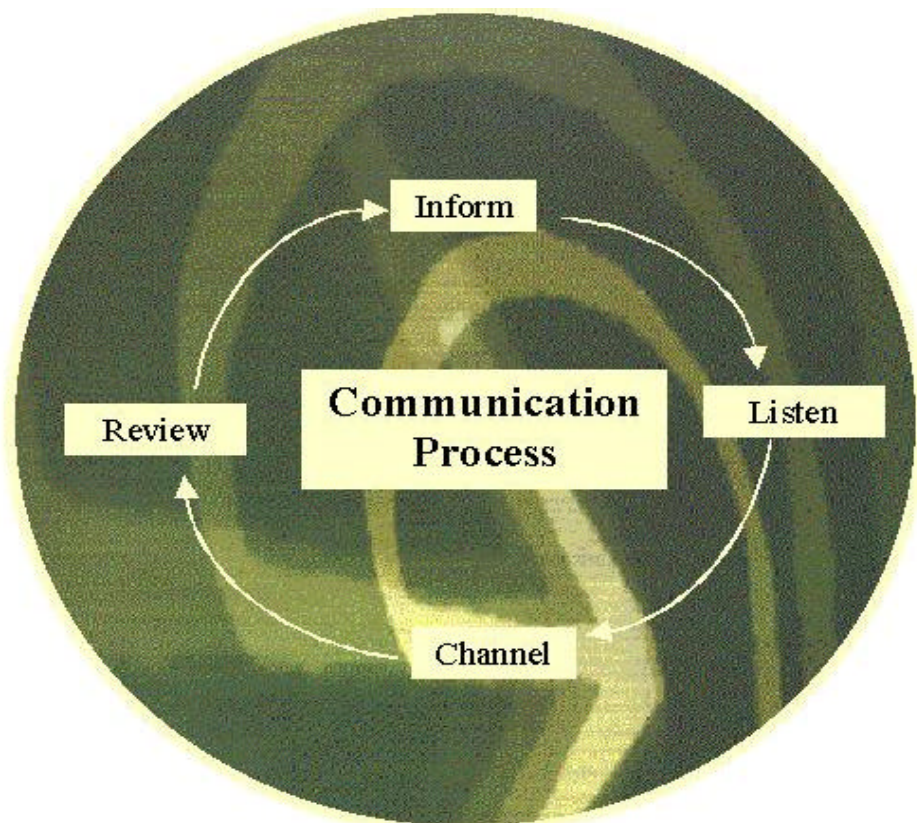 Inform
Listen
Communication
Process
Review
Channel